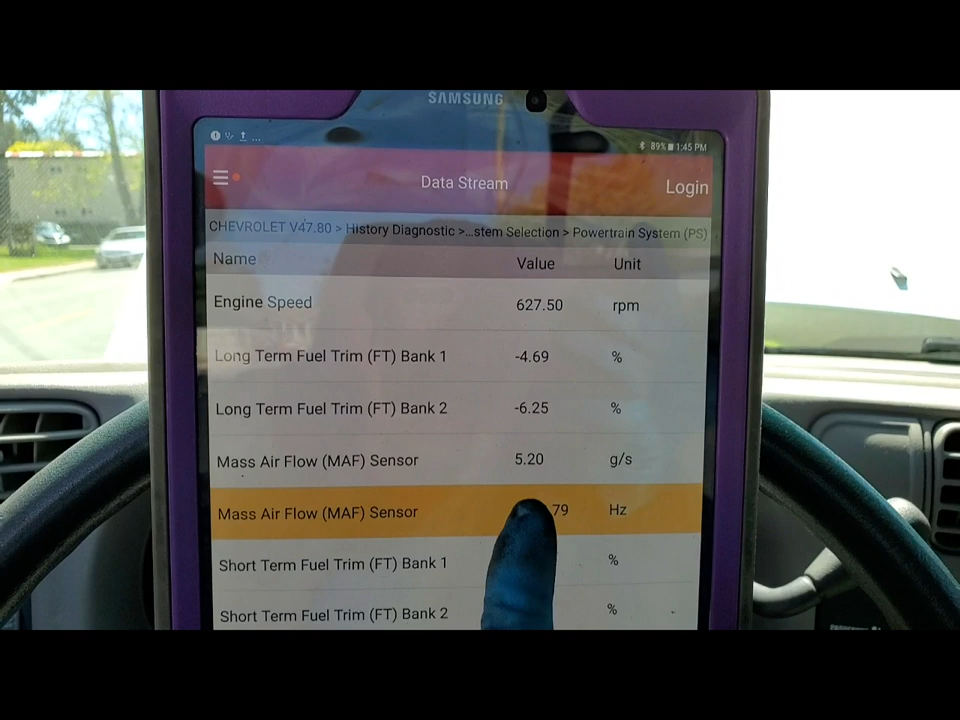 SAMSUNG
... 89% 1:45 PM
Data Stream Login
CHEVROLET V47.80 > History Diagnostic >...stem Selection > Powertrain System (PS)
Name Value Unit
Engine Speed 627.50 rpm
Long Term Fuel Trim (FT) Bank 1 -4.69 %
Long Term Fuel Trim (FT) Bank 2 -6.25 %
Mass Air Flow (MAF) Sensor 5.20 g/s
Mass Air Flow (MAF) Sensor .79 Hz
Short Term Fuel Trim (FT) Bank 1 %
Short Term Fuel Trim (FT) Bank 2 %